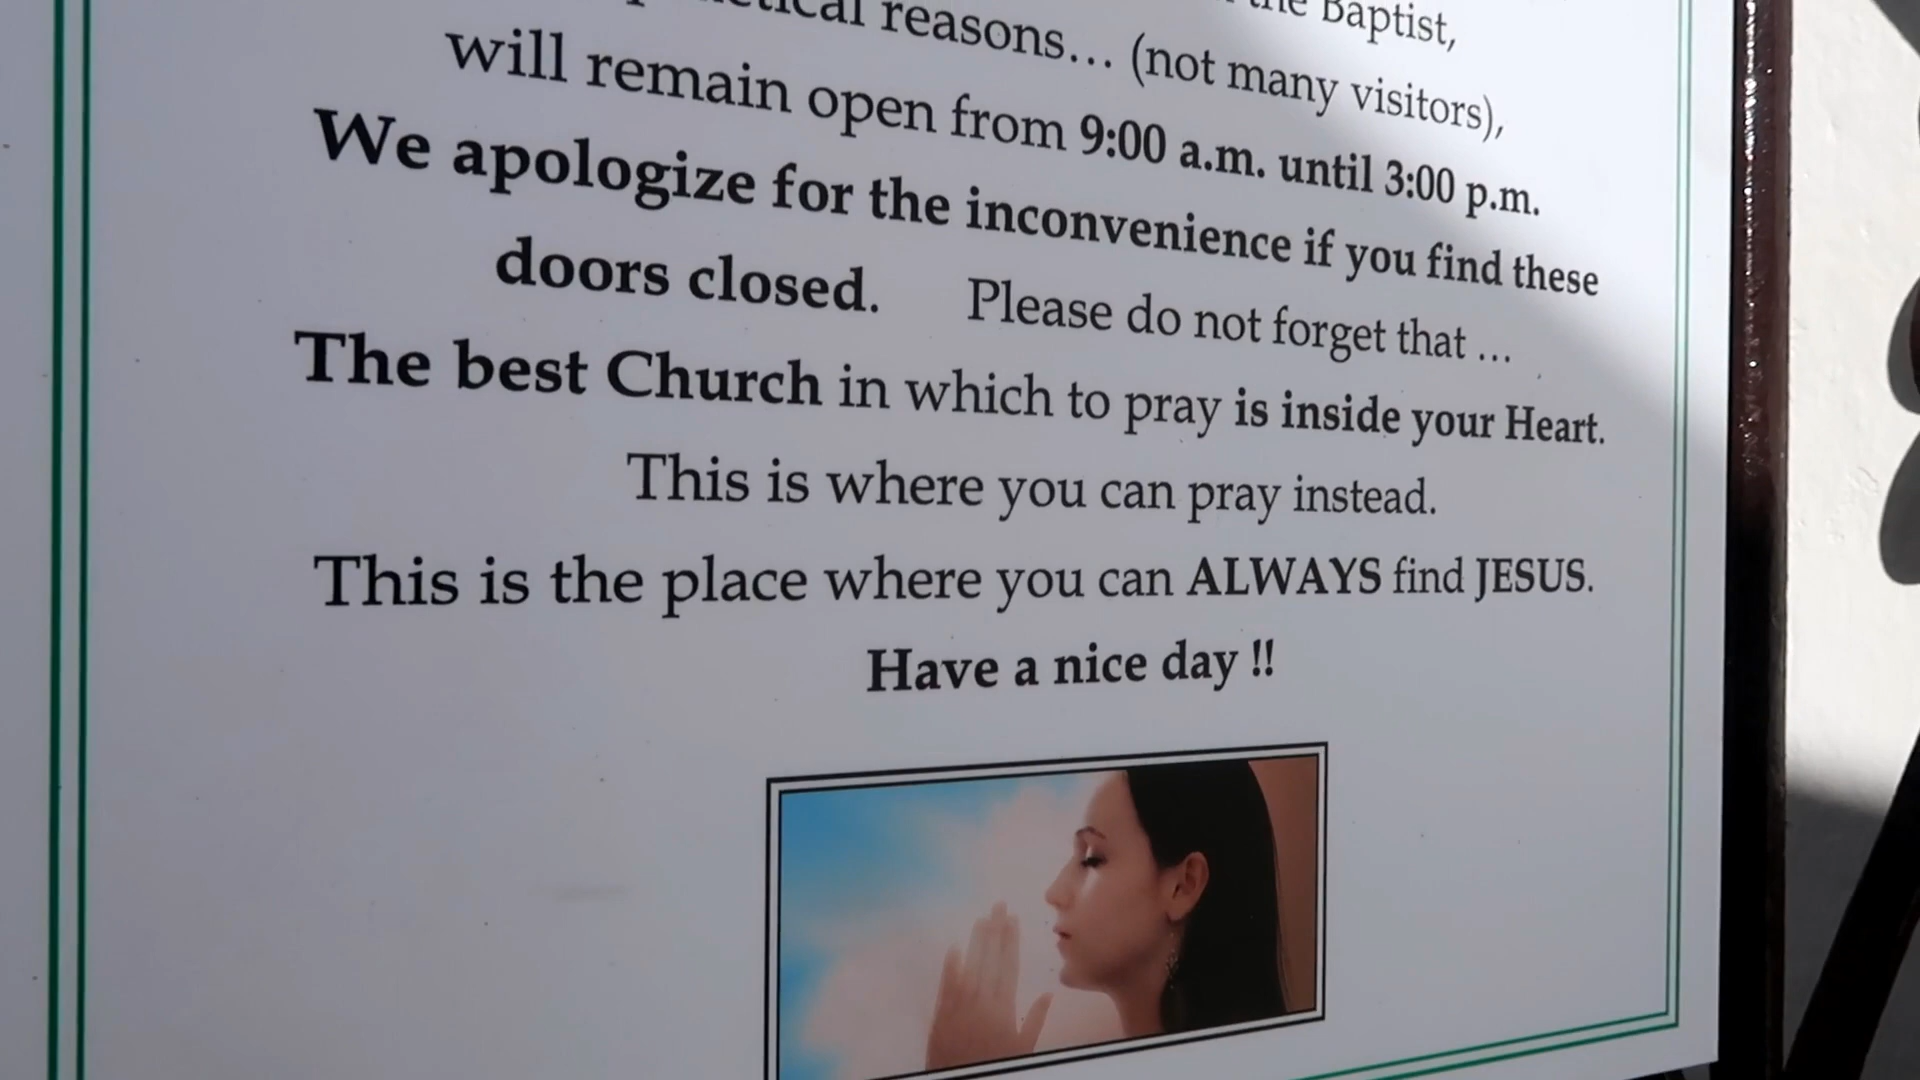 the Baptist,
reasons... (not many visitors),
will remain open from 9:00 a.m. until 3:00 p.m.
We apologize for the inconvenience if you find these
doors closed. Please do not forget that ...
The best Church in which to pray is inside your Heart.
This is where you can pray instead.
This is the place where you can ALWAYS find JESUS.
Have a nice day !!